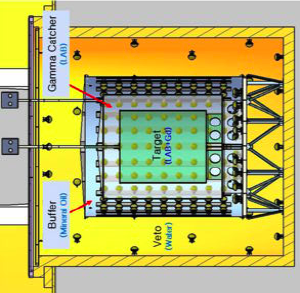 Gamma Catcher
(LAB)
Target
(LAB+Gd)
Buffer
(Mineral Oil)
Veto
(Water)